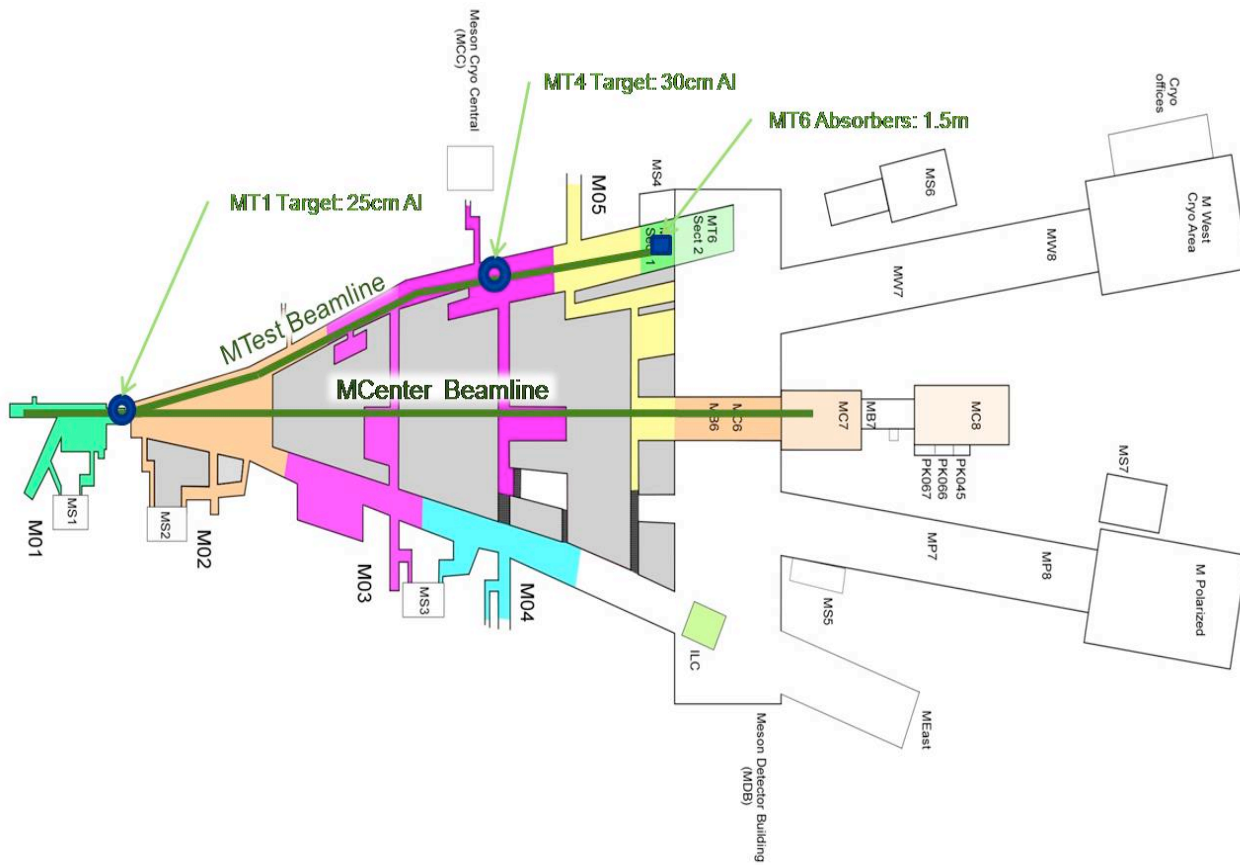 Meson Cryo Central
(MCC)
MT4 Target: 30cm Al
MT6 Absorbers: 1.5m
MT1 Target: 25cm Al
Cryo
offices
MS4
MS6
M05
MT6
Sect 2
1
M West
Cryo Area
MW8
MW7
MTest Beamline
MCenter Beamline
MB6
MC6
MC7
MB7
MC8
PK067
PK066
PK045
MS1
M01
MS2
M02
M03
MS3
M04
MS7
MP7
MP8
M Polarized
MS5
ILC
MEast
Meson Detector Building
(MDB)